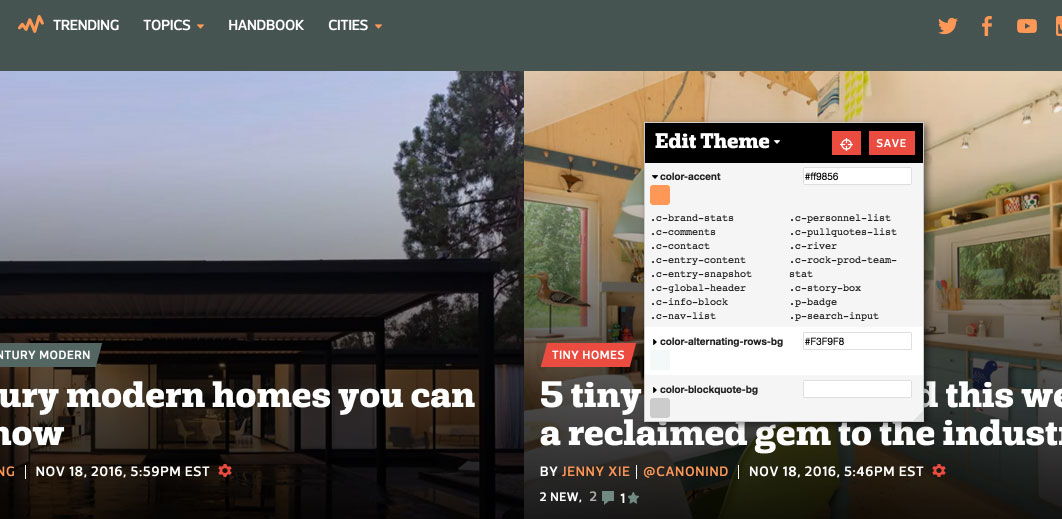 TRENDING TOPICS HANDBOOK CITIES
Edit Theme
SAVE
color-accent
#ff9856
.c-brand-stats
.c-comments
.c-contact
.c-entry-content
.c-entry-snapshot
.c-global-header
.c-info-block
.c-nav-list
.c-personnel-list
.c-pullquotes-list
.c-river
.c-rock-prod-team-
stat
.c-story-box
.p-badge
.p-search-input
color-alternating-rows-bg
#F3F9F8
color-blockquote-bg
NTURY MODERN
ury modern homes you can
now
NG | NOV 18, 2016, 5:59PM EST
TINY HOMES
5 tiny d this we
a reclaimed gem to the industr
BY JENNY XIE | @CANONIND | NOV 18, 2016, 5:46PM EST
2 NEW, 2 1